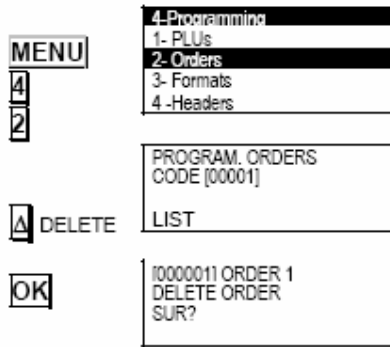 4-Programming
1- PLUs
MENU
2- Orders
4
3- Formats
2
4 -Headers
PROGRAM. ORDERS
CODE [00001]
Δ DELETE
LIST
OK
[000001] ORDER 1
DELETE ORDER
SUR?